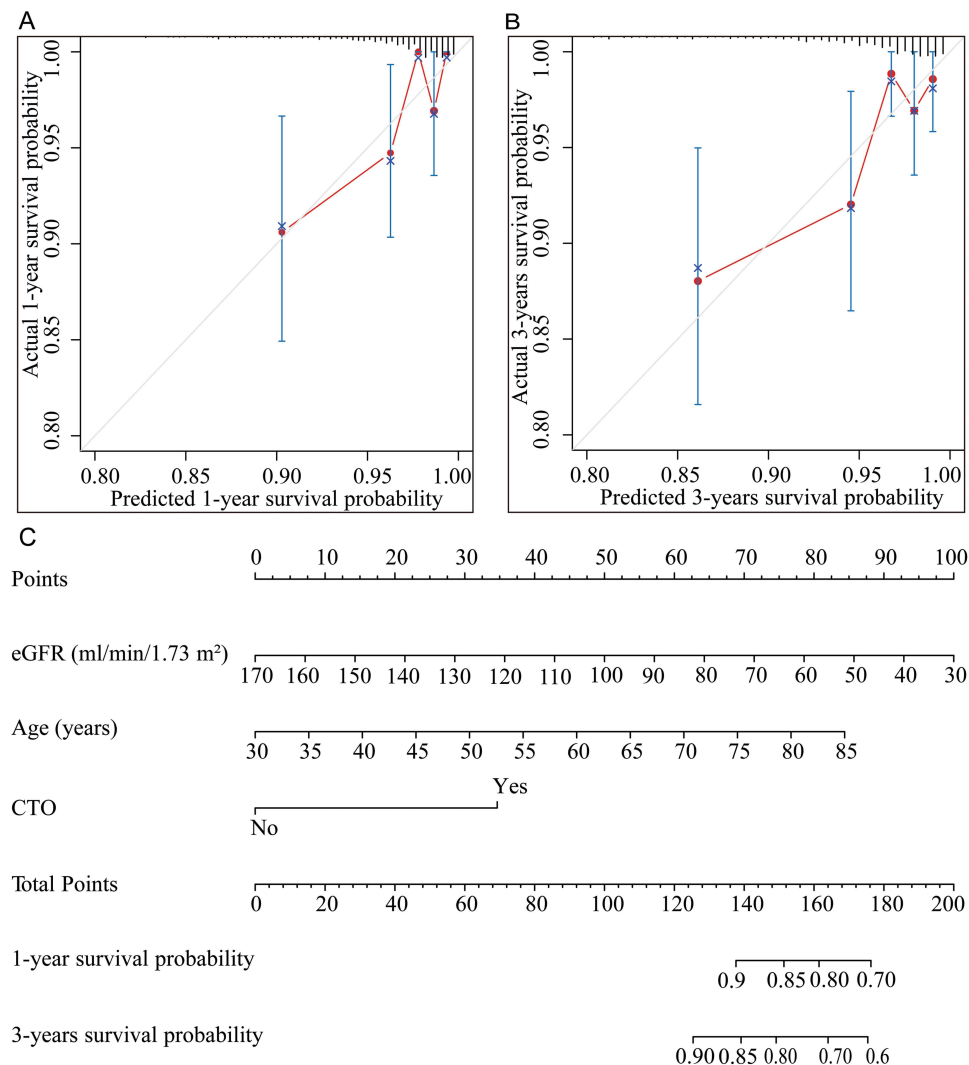 A
Actual 1-year survival probability
1.00
0.95
0.90
0.85
0.80
0.80 0.85 0.90 0.95 1.00
Predicted 1-year survival probability
B
Actual 3-years survival probability
1.00
0.95
0.90
0.85
0.80
0.80 0.85 0.90 0.95 1.00
Predicted 3-years survival probability
C
0 10 20 30 40 50 60 70 80 90 100
Points
eGFR (ml/min/1.73 m²)
170 160 150 140 130 120 110 100 90 80 70 60 50 40 30
Age (years)
30 35 40 45 50 55 60 65 70 75 80 85
Yes
CTO
No
Total Points
0 20 40 60 80 100 120 140 160 180 200
1-year survival probability
0.9 0.85 0.80 0.70
3-years survival probability
0.90 0.85 0.80 0.70 0.6